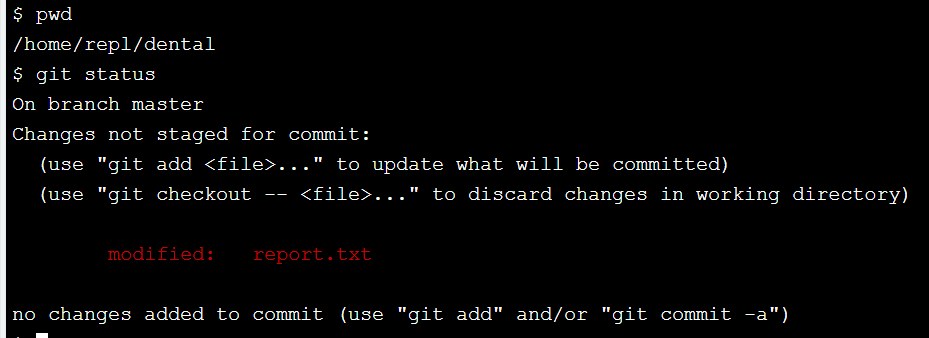 $ pwd
/home/repl/dental
$ git status
On branch master
Changes not staged for commit:
  (use "git add <file>..." to update what will be committed)
  (use "git checkout -- <file>..." to discard changes in working directory)
        modified:   report.txt
no changes added to commit (use "git add" and/or "git commit -a")